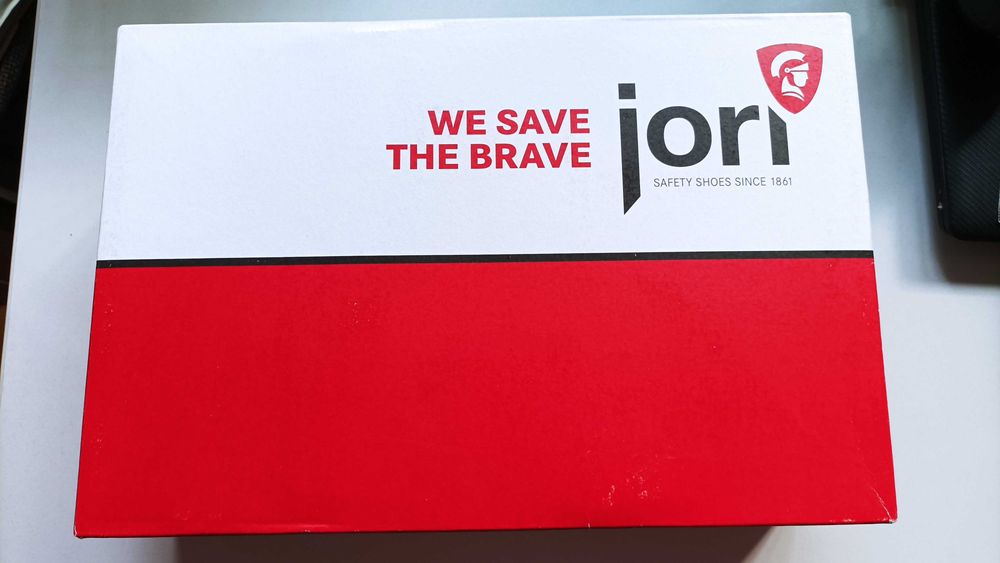 WE SAVE
THE BRAVE
jori
SAFETY SHOES SINCE 1861